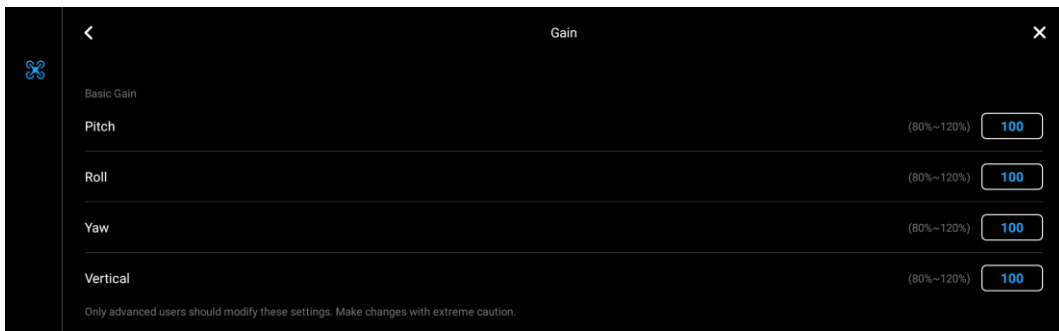 Gain
Basic Gain
Pitch (80%~120%) 100
Roll (80%~120%) 100
Yaw (80%~120%) 100
Vertical (80%~120%) 100
Only advanced users should modify these settings. Make changes with extreme caution.